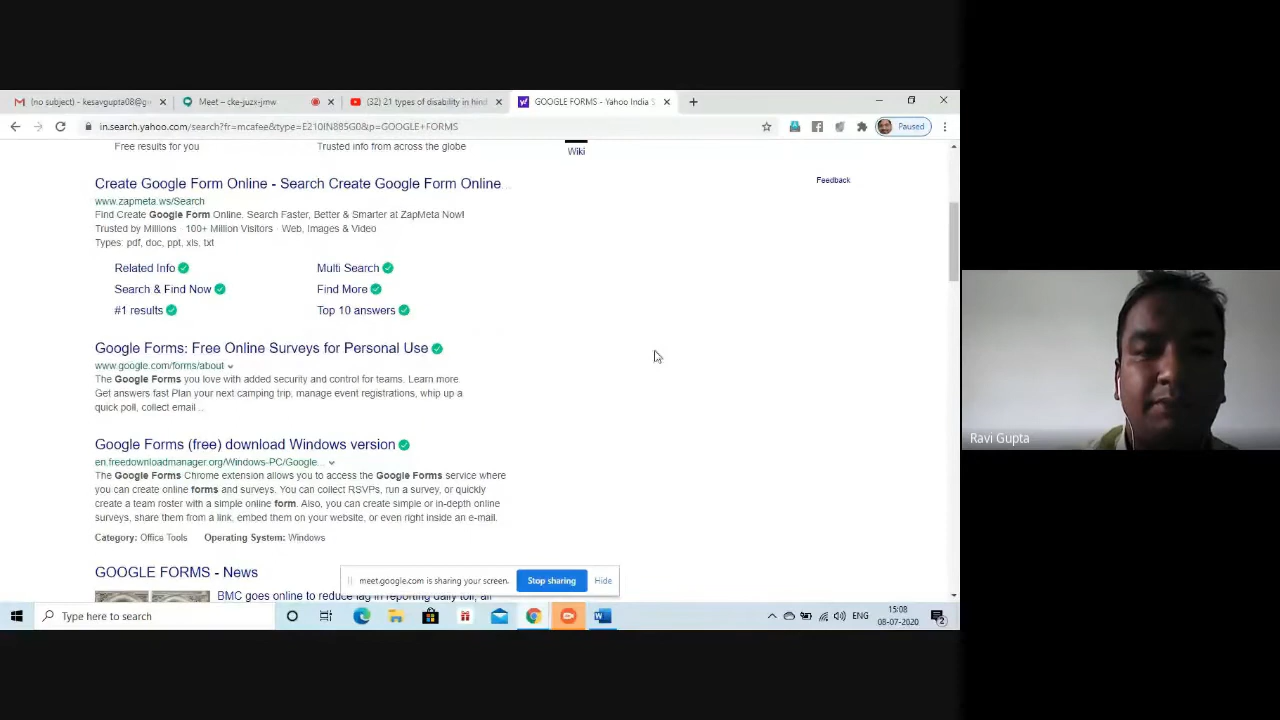 (no subject) - kesavgupta08@g
Meet – cke-juzx-jmw
(32) 21 types of disability in hind
GOOGLE FORMS - Yahoo India S
in.search.yahoo.com/search?fr=mcafee&type=E210IN885G0&p=GOOGLE+FORMS
Paused
Free results for you
Trusted info from across the globe
Wiki
Feedback
Create Google Form Online - Search Create Google Form Online...
www.zapmeta.ws/Search
Find Create Google Form Online. Search Faster, Better & Smarter at ZapMeta Now!
Trusted by Millions · 100+ Million Visitors · Web, Images & Video
Types: pdf, doc, ppt, xls, txt
Related Info
Multi Search
Search & Find Now
Find More
#1 results
Top 10 answers
Google Forms: Free Online Surveys for Personal Use
www.google.com/forms/about
The Google Forms you love with added security and control for teams. Learn more
Get answers fast Plan your next camping trip, manage event registrations, whip up a
quick poll, collect email ...
Google Forms (free) download Windows version
en.freedownloadmanager.org/Windows-PC/Google...
The Google Forms Chrome extension allows you to access the Google Forms service where
you can create online forms and surveys. You can collect RSVPs, run a survey, or quickly
create a team roster with a simple online form. Also, you can create simple or in-depth online
surveys, share them from a link, embed them on your website, or even right inside an e-mail.
Category: Office Tools Operating System: Windows
GOOGLE FORMS - News
BMC goes online to reduce lag in reporting daily toll, all
meet.google.com is sharing your screen.
Stop sharing
Hide
Type here to search
ENG
15:08
08-07-2020
2
Ravi Gupta